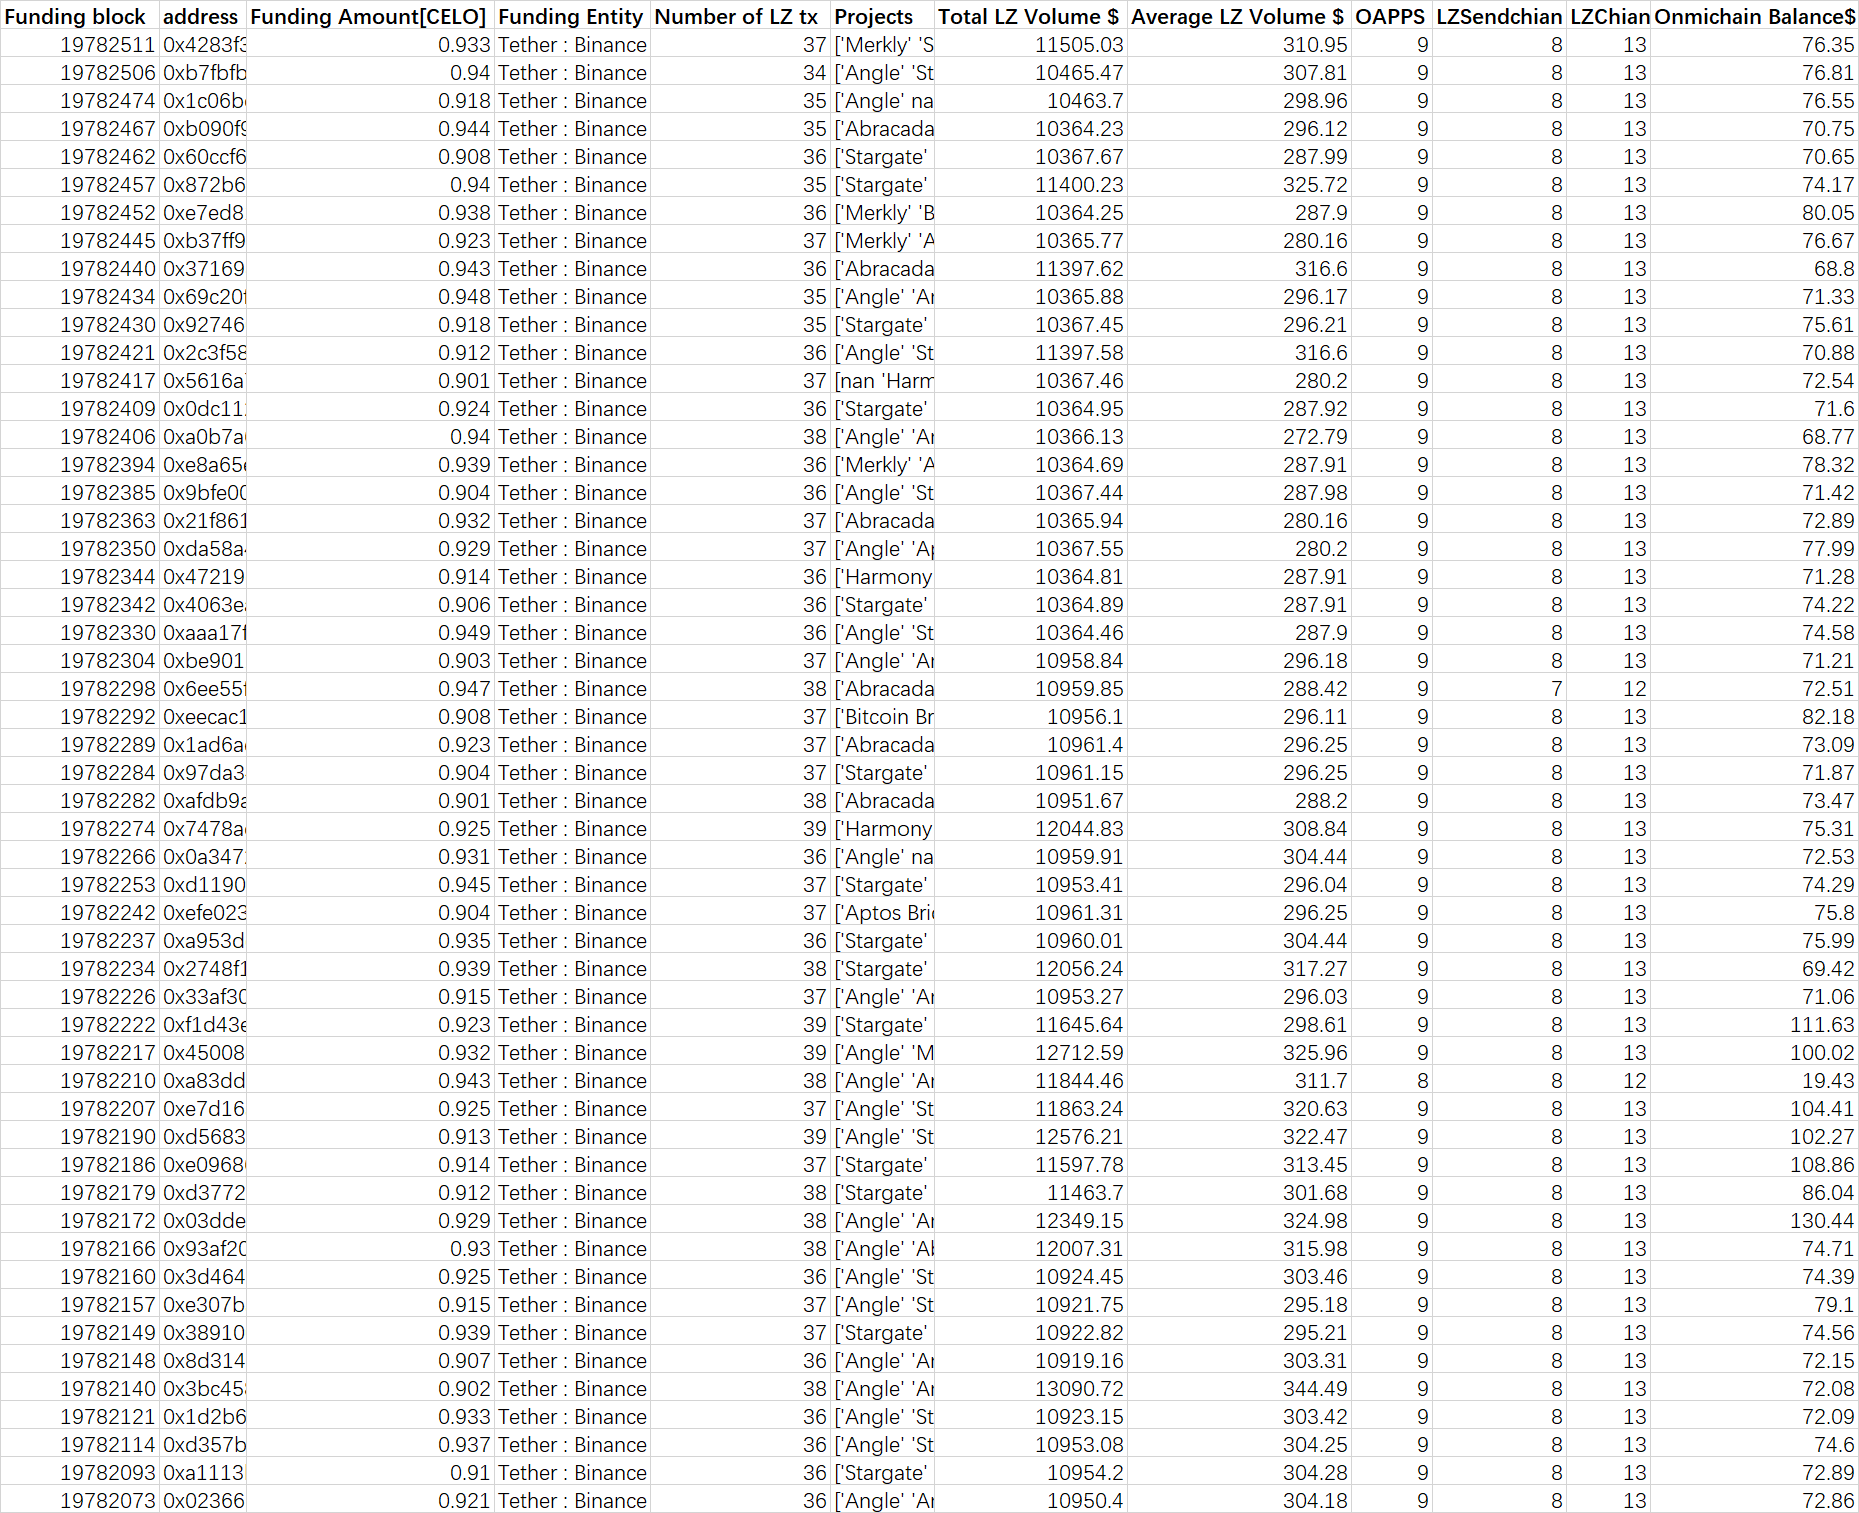 Funding block address Funding Amount[CELO] Funding Entity Number of LZ tx Projects Total LZ Volume $ Average LZ Volume $ OAPPS LZSendchian LZChian Onmichain Balance$
19782511 0x4283f3 0.933 Tether : Binance 37 ['Merkly' 'S 11505.03 310.95 9 8 13 76.35
19782506 0xb7fbfb 0.94 Tether : Binance 34 ['Angle' 'St 10465.47 307.81 9 8 13 76.81
19782474 0x1c06b 0.918 Tether : Binance 35 ['Angle' na 10463.7 298.96 9 8 13 76.55
19782467 0xb090f9 0.944 Tether : Binance 35 ['Abracada 10364.23 296.12 9 8 13 70.75
19782462 0x60ccf6 0.908 Tether : Binance 36 ['Stargate' 10367.67 287.99 9 8 13 70.65
19782457 0x872b6 0.94 Tether : Binance 35 ['Stargate' 11400.23 325.72 9 8 13 74.17
19782452 0xe7ed8 0.938 Tether : Binance 36 ['Merkly' 'B 10364.25 287.9 9 8 13 80.05
19782445 0xb37ff9 0.923 Tether : Binance 37 ['Merkly' 'A 10365.77 280.16 9 8 13 76.67
19782440 0x37169 0.943 Tether : Binance 36 ['Abracada 11397.62 316.6 9 8 13 68.8
19782434 0x69c20f 0.948 Tether : Binance 35 ['Angle' 'Ar 10365.88 296.17 9 8 13 71.33
19782430 0x92746 0.918 Tether : Binance 35 ['Stargate' 10367.45 296.21 9 8 13 75.61
19782421 0x2c3f58 0.912 Tether : Binance 36 ['Angle' 'St 11397.58 316.6 9 8 13 70.88
19782417 0x5616a 0.901 Tether : Binance 37 [nan 'Harm 10367.46 280.2 9 8 13 72.54
19782409 0x0dc11 0.924 Tether : Binance 36 ['Stargate' 10364.95 287.92 9 8 13 71.6
19782406 0xa0b7a 0.94 Tether : Binance 38 ['Angle' 'Ar 10366.13 272.79 9 8 13 68.77
19782394 0xe8a65 0.939 Tether : Binance 36 ['Merkly' 'A 10364.69 287.91 9 8 13 78.32
19782385 0x9bfe00 0.904 Tether : Binance 36 ['Angle' 'St 10367.44 287.98 9 8 13 71.42
19782363 0x21f861 0.932 Tether : Binance 37 ['Abracada 10365.94 280.16 9 8 13 72.89
19782350 0xda58a 0.929 Tether : Binance 37 ['Angle' 'Ap 10367.55 280.2 9 8 13 77.99
19782344 0x47219 0.914 Tether : Binance 36 ['Harmony 10364.81 287.91 9 8 13 71.28
19782342 0x4063e 0.906 Tether : Binance 36 ['Stargate' 10364.89 287.91 9 8 13 74.22
19782330 0xaaa17f 0.949 Tether : Binance 36 ['Angle' 'St 10364.46 287.9 9 8 13 74.58
19782304 0xbe901 0.903 Tether : Binance 37 ['Angle' 'Ar 10958.84 296.18 9 8 13 71.21
19782298 0x6ee55f 0.947 Tether : Binance 38 ['Abracada 10959.85 288.42 9 7 12 72.51
19782292 0xeecac1 0.908 Tether : Binance 37 ['Bitcoin Br 10956.1 296.11 9 8 13 82.18
19782289 0x1ad6a 0.923 Tether : Binance 37 ['Abracada 10961.4 296.25 9 8 13 73.09
19782284 0x97da3 0.904 Tether : Binance 37 ['Stargate' 10961.15 296.25 9 8 13 71.87
19782282 0xafdb9a 0.901 Tether : Binance 38 ['Abracada 10951.67 288.2 9 8 13 73.47
19782274 0x7478a 0.925 Tether : Binance 39 ['Harmony 12044.83 308.84 9 8 13 75.31
19782266 0x0a347 0.931 Tether : Binance 36 ['Angle' na 10959.91 304.44 9 8 13 72.53
19782253 0xd1190 0.945 Tether : Binance 37 ['Stargate' 10953.41 296.04 9 8 13 74.29
19782242 0xefe023 0.904 Tether : Binance 37 ['Aptos Bri 10961.31 296.25 9 8 13 75.8
19782237 0xa953d 0.935 Tether : Binance 36 ['Stargate' 10960.01 304.44 9 8 13 75.99
19782234 0x2748f1 0.939 Tether : Binance 38 ['Stargate' 12056.24 317.27 9 8 13 69.42
19782226 0x33af30 0.915 Tether : Binance 37 ['Angle' 'Ar 10953.27 296.03 9 8 13 71.06
19782222 0xf1d43e 0.923 Tether : Binance 39 ['Stargate' 11645.64 298.61 9 8 13 111.63
19782217 0x45008 0.932 Tether : Binance 39 ['Angle' 'M 12712.59 325.96 9 8 13 100.02
19782210 0xa83dd 0.943 Tether : Binance 38 ['Angle' 'Ar 11844.46 311.7 8 8 12 19.43
19782207 0xe7d16 0.925 Tether : Binance 37 ['Angle' 'St 11863.24 320.63 9 8 13 104.41
19782190 0xd5683 0.913 Tether : Binance 39 ['Angle' 'St 12576.21 322.47 9 8 13 102.27
19782186 0xe0968 0.914 Tether : Binance 37 ['Stargate' 11597.78 313.45 9 8 13 108.86
19782179 0xd3772 0.912 Tether : Binance 38 ['Stargate' 11463.7 301.68 9 8 13 86.04
19782172 0x03dde 0.929 Tether : Binance 38 ['Angle' 'Ar 12349.15 324.98 9 8 13 130.44
19782166 0x93af20 0.93 Tether : Binance 38 ['Angle' 'Ab 12007.31 315.98 9 8 13 74.71
19782160 0x3d464 0.925 Tether : Binance 36 ['Angle' 'St 10924.45 303.46 9 8 13 74.39
19782157 0xe307b 0.915 Tether : Binance 37 ['Angle' 'St 10921.75 295.18 9 8 13 79.1
19782149 0x38910 0.939 Tether : Binance 37 ['Stargate' 10922.82 295.21 9 8 13 74.56
19782148 0x8d314 0.907 Tether : Binance 36 ['Angle' 'Ar 10919.16 303.31 9 8 13 72.15
19782140 0x3bc45 0.902 Tether : Binance 38 ['Angle' 'Ar 13090.72 344.49 9 8 13 72.08
19782121 0x1d2b6 0.933 Tether : Binance 36 ['Angle' 'St 10923.15 303.42 9 8 13 72.09
19782114 0xd357b 0.937 Tether : Binance 36 ['Angle' 'St 10953.08 304.25 9 8 13 74.6
19782093 0xa1113 0.91 Tether : Binance 36 ['Stargate' 10954.2 304.28 9 8 13 72.89
19782073 0x02366 0.921 Tether : Binance 36 ['Angle' 'Ar 10950.4 304.18 9 8 13 72.86